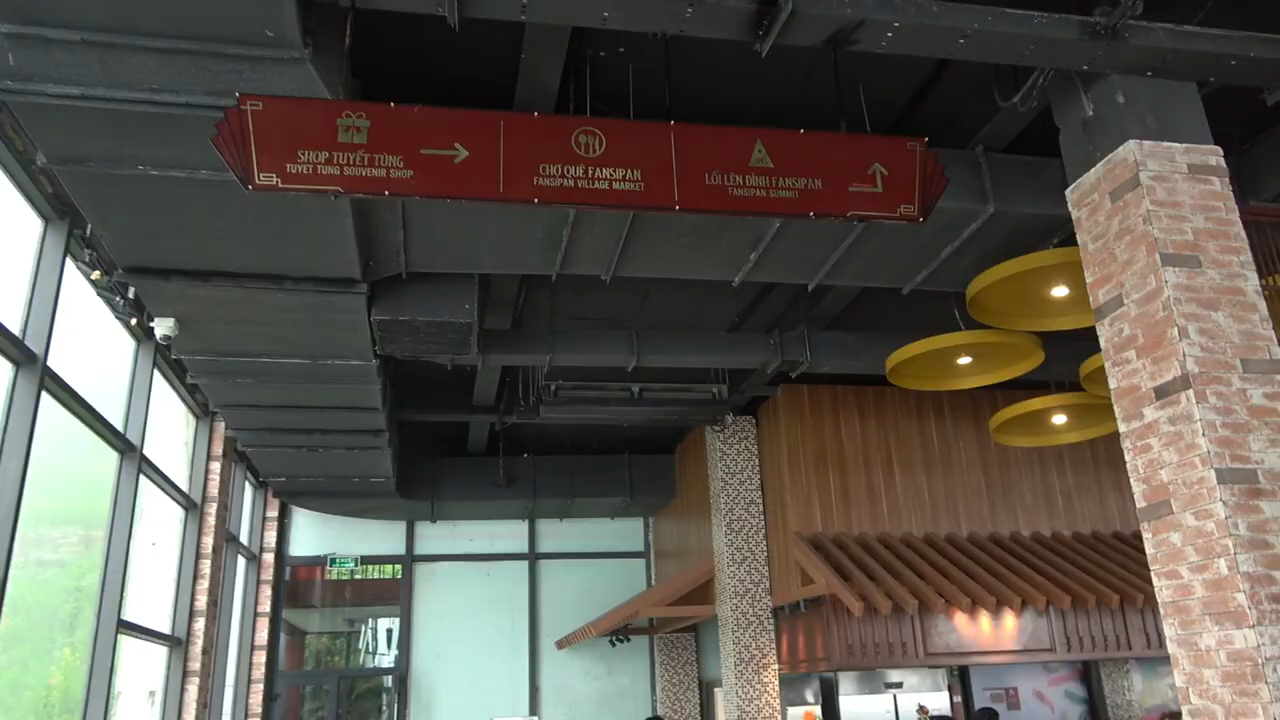 SHOP TUYẾT TÙNG
TUYET TUNG SOUVENIR SHOP
CHỢ QUÊ FANSIPAN
FANSIPAN VILLAGE MARKET
LỐI LÊN ĐỈNH FANSIPAN
FANSIPAN SUMMIT
EXIT